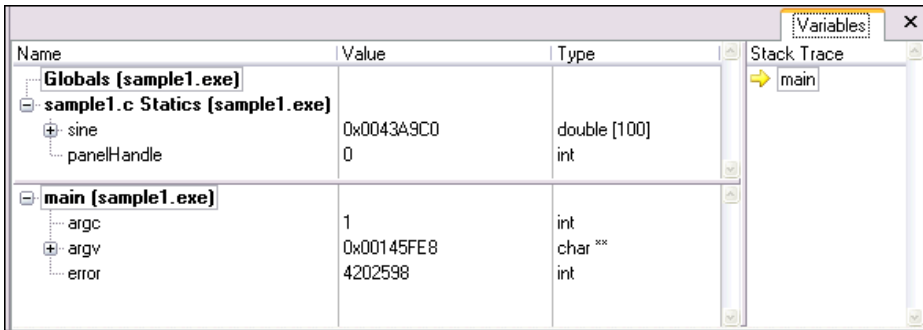 Variables
Name Value Type Stack Trace
Globals (sample1.exe) main
sample1.c Statics (sample1.exe)
sine 0x0043A9C0 double [100]
panelHandle 0 int
main (sample1.exe)
argc 1 int
argv 0x00145FE8 char **
error 4202598 int